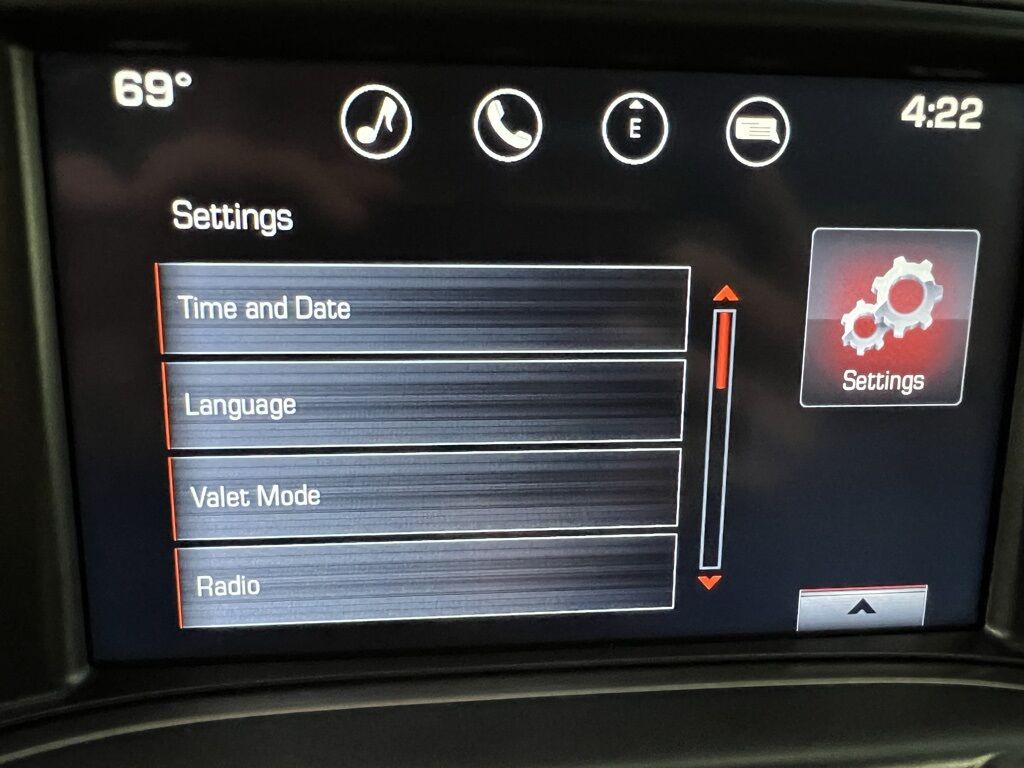 69°
E
4:22
Settings
Time and Date
Language
Valet Mode
Radio
Settings